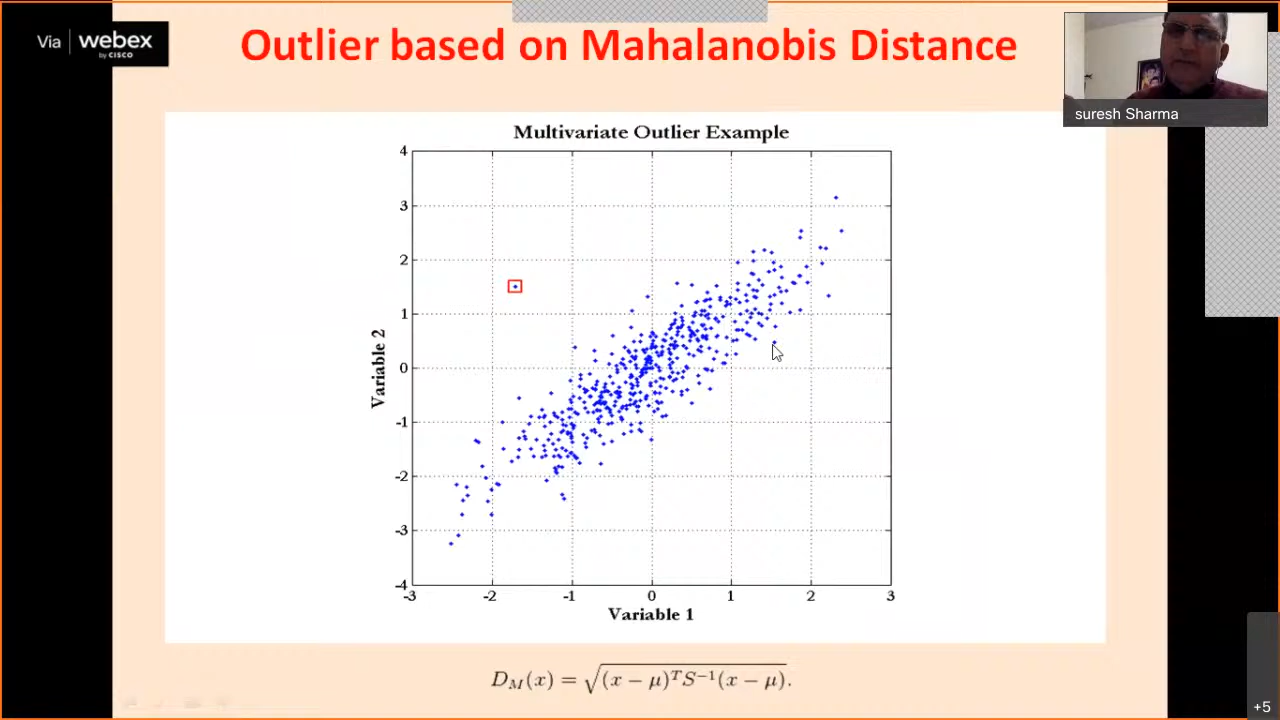 Via | webex
by CISCO
Outlier based on Mahalanobis Distance
suresh Sharma
Multivariate Outlier Example
4
3
2
1
0
-1
-2
-3
-4
Variable 2
-3 -2 -1 0 1 2 3
Variable 1
D_M(x) = √(x − μ)^T S^−1 (x − μ).
+5